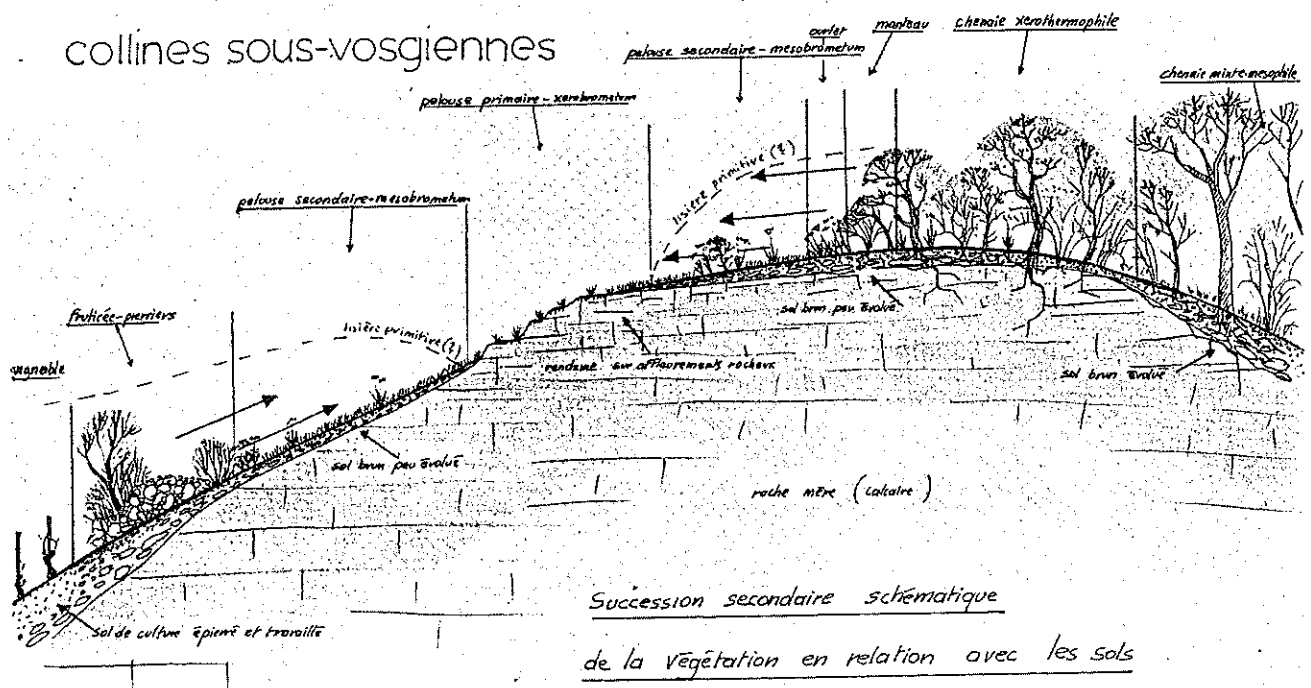 collines sous-vosgiennes
ourlet
manteau
chenaie xerothermophile
pelouse secondaire-mesobrometum
chenaie mixte-mesophile
pelouse primaire-xerobrometum
lisière primitive (?)
pelouse secondaire-mesobrometum
fruticée-pierriers
lisière primitive (?)
vignoble
sol brun peu évolué
rendzine sur affleurements rocheux
sol brun évolué
sol brun peu évolué
roche mère (calcaire)
sol de culture épierré et travaillé
Succession secondaire schématique
de la végétation en relation avec les sols